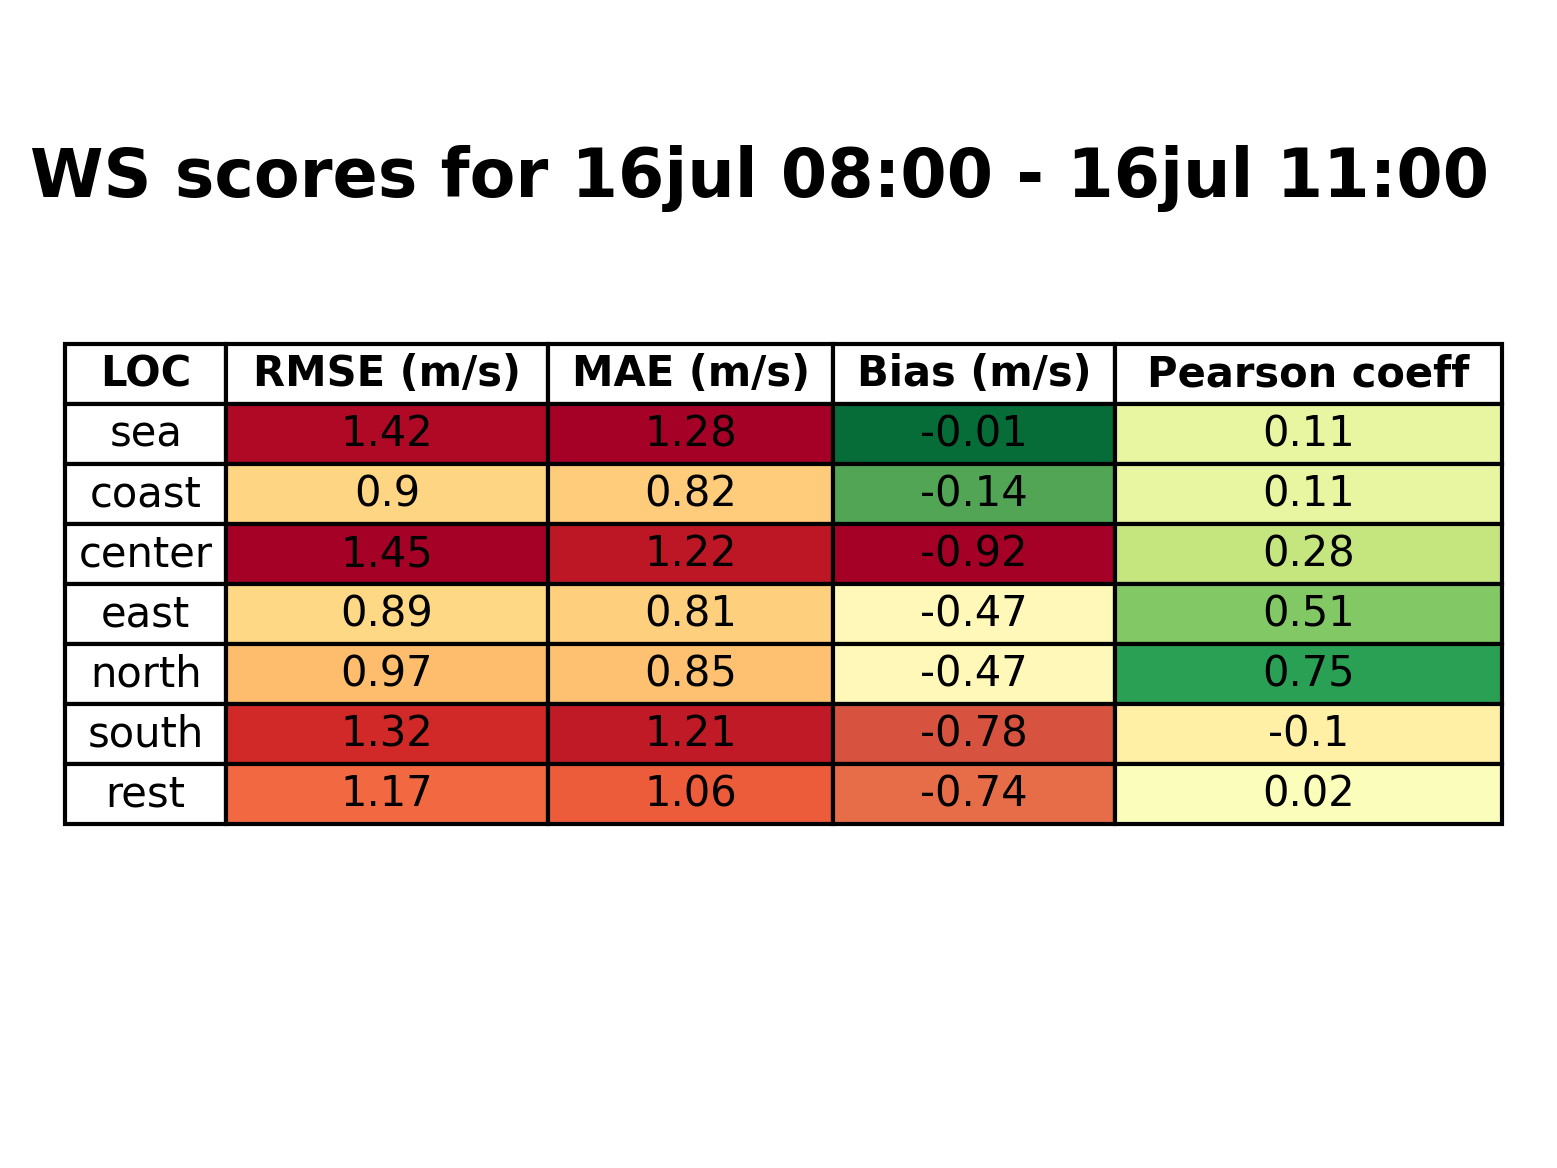 WS scores for 16jul 08:00 - 16jul 11:00
LOC RMSE (m/s) MAE (m/s) Bias (m/s) Pearson coeff
sea 1.42 1.28 -0.01 0.11
coast 0.9 0.82 -0.14 0.11
center 1.45 1.22 -0.92 0.28
east 0.89 0.81 -0.47 0.51
north 0.97 0.85 -0.47 0.75
south 1.32 1.21 -0.78 -0.1
rest 1.17 1.06 -0.74 0.02